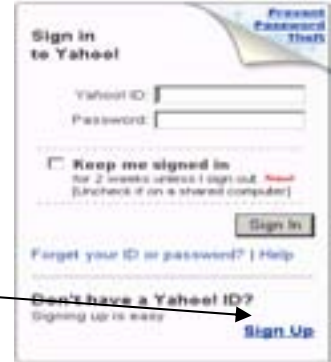 Prevent
Password
Theft
Sign in
to Yahoo!
Yahoo! ID:
Password:
Keep me signed in
for 2 weeks unless I sign out. New!
[Uncheck if on a shared computer]
Sign In
Forget your ID or password? | Help
Don't have a Yahoo! ID?
Signing up is easy
Sign Up